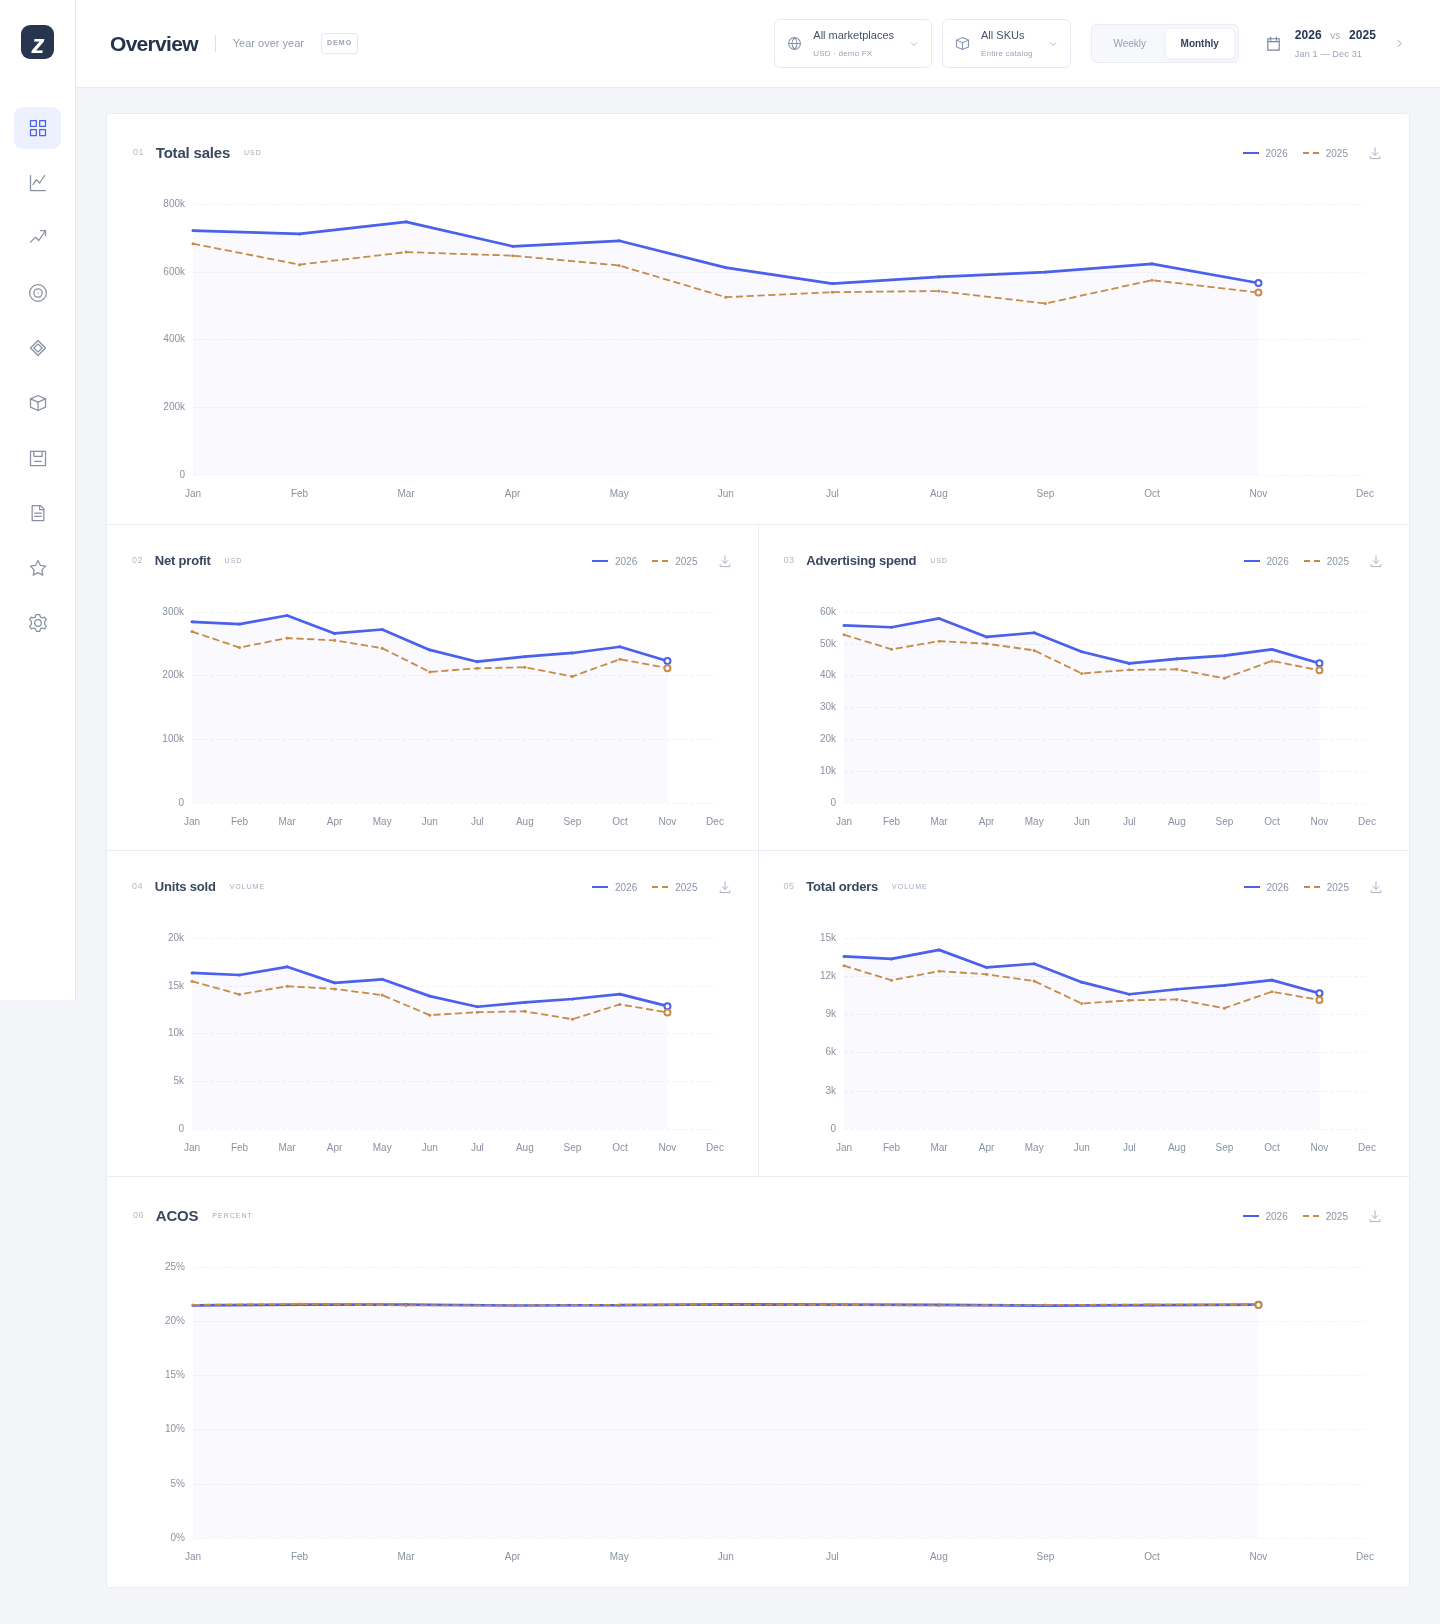 z
Overview
Year over year
DEMO
All marketplaces
USD · demo FX
All SKUs
Entire catalog
Weekly
Monthly
2026 vs 2025
Jan 1 — Dec 31
01 Total sales USD
2026 2025
800k
600k
400k
200k
0
Jan Feb Mar Apr May Jun Jul Aug Sep Oct Nov Dec
02 Net profit USD
2026 2025
300k
200k
100k
0
Jan Feb Mar Apr May Jun Jul Aug Sep Oct Nov Dec
03 Advertising spend USD
2026 2025
60k
50k
40k
30k
20k
10k
0
Jan Feb Mar Apr May Jun Jul Aug Sep Oct Nov Dec
04 Units sold VOLUME
2026 2025
20k
15k
10k
5k
0
Jan Feb Mar Apr May Jun Jul Aug Sep Oct Nov Dec
05 Total orders VOLUME
2026 2025
15k
12k
9k
6k
3k
0
Jan Feb Mar Apr May Jun Jul Aug Sep Oct Nov Dec
06 ACOS PERCENT
2026 2025
25%
20%
15%
10%
5%
0%
Jan Feb Mar Apr May Jun Jul Aug Sep Oct Nov Dec